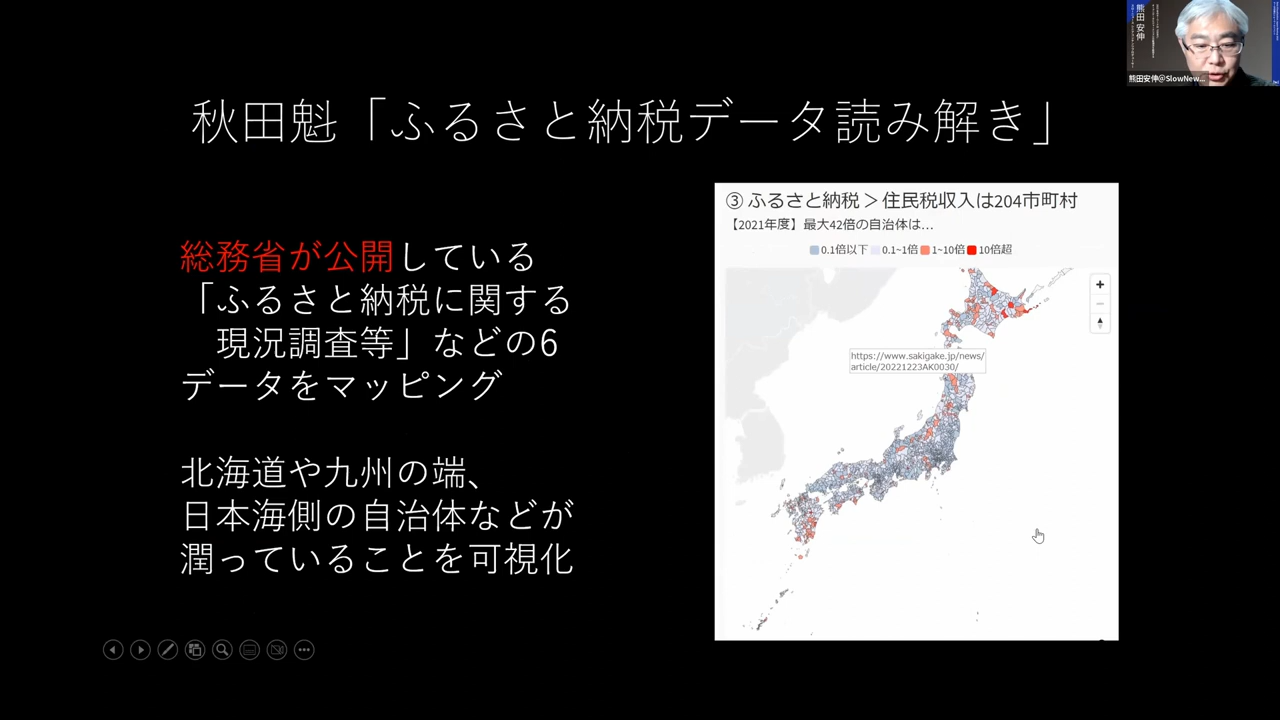 熊田 安伸
熊田安伸@SlowNew...
秋田魁「ふるさと納税データ読み解き」
総務省が公開している
「ふるさと納税に関する
現況調査等」などの6
データをマッピング
北海道や九州の端、
日本海側の自治体などが
潤っていることを可視化
③ ふるさと納税＞住民税収入は204市町村
【2021年度】最大42倍の自治体は…
0.1倍以下 0.1~1倍 1~10倍 10倍超
https://www.sakigake.jp/news/
article/20221223AK0030/